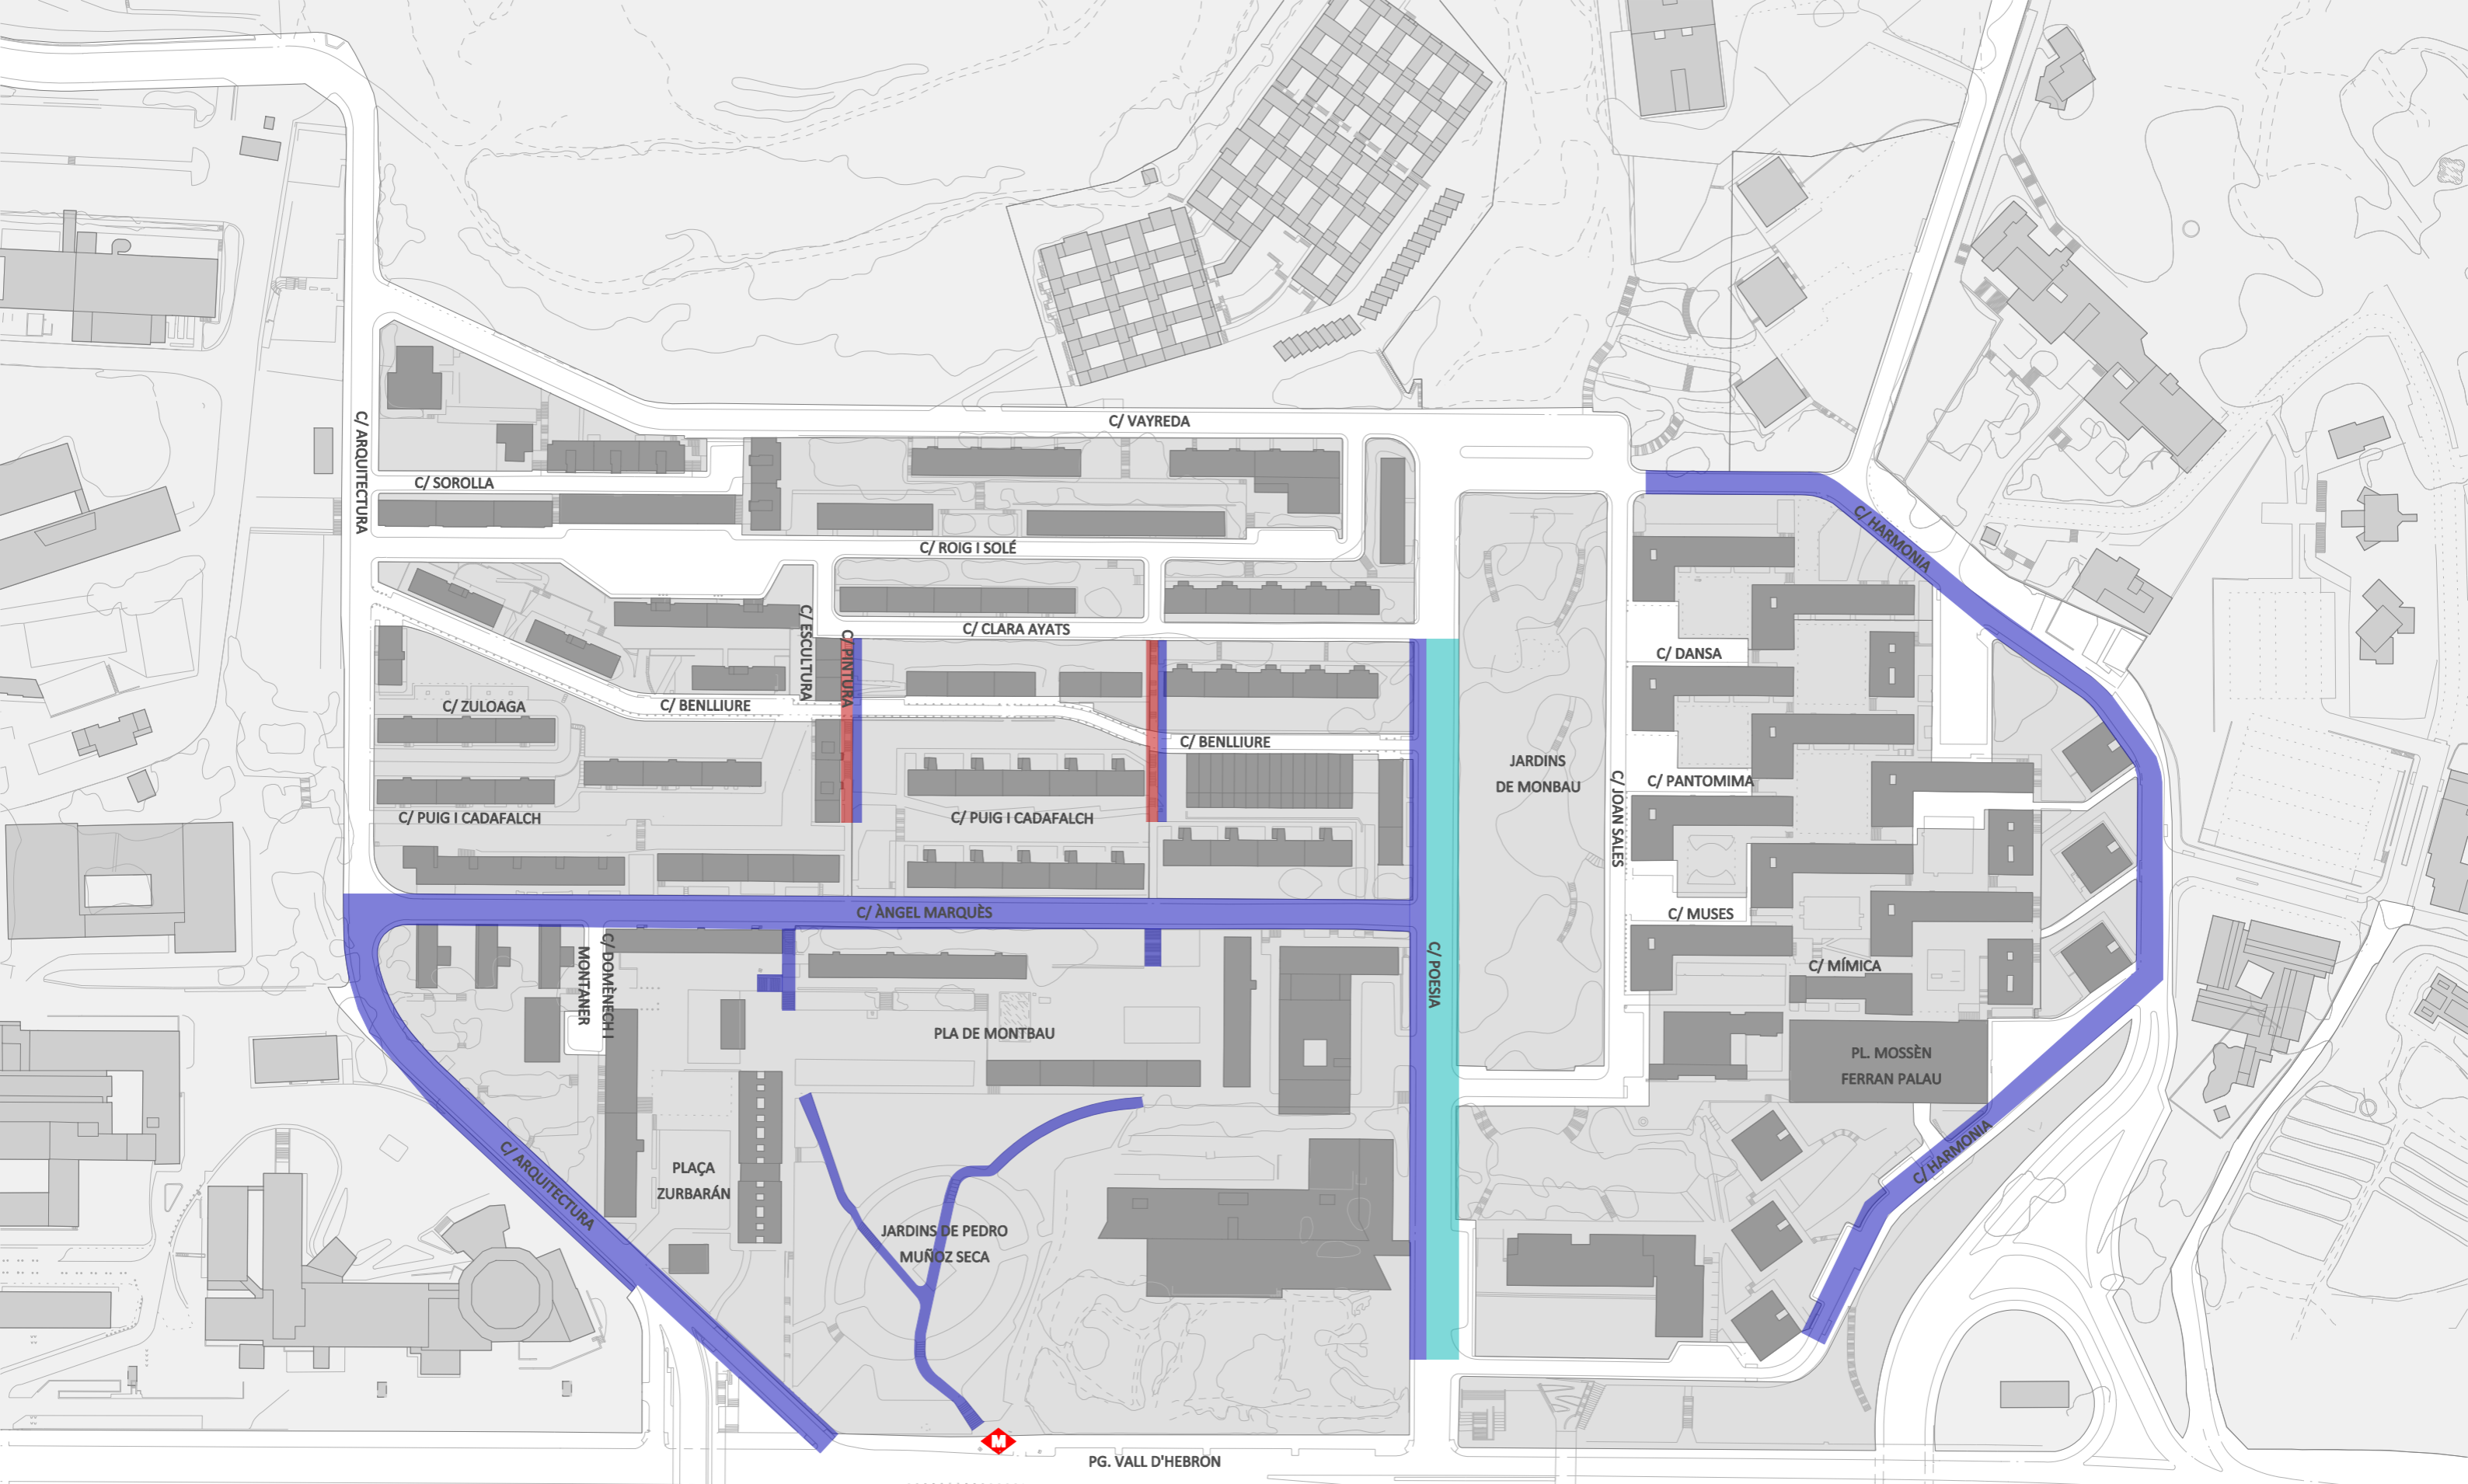 C/ VAYREDA
C/ ARQUITECTURA
C/ SOROLLA
C/ HARMONIA
C/ ROIG I SOLÉ
C/ ESCULTURA
C/ PINTURA
C/ CLARA AYATS
C/ DANSA
C/ ZULOAGA
C/ BENLLIURE
C/ BENLLIURE
JARDINS
DE MONBAU
C/ JOAN SALES
C/ PANTOMIMA
C/ PUIG I CADAFALCH
C/ PUIG I CADAFALCH
C/ ÀNGEL MARQUÈS
C/ MUSES
C/ DOMÈNECH I
MONTANER
C/ POESIA
C/ MÍMICA
PLA DE MONTBAU
PL. MOSSÈN
FERRAN PALAU
C/ ARQUITECTURA
PLAÇA
ZURBARÁN
C/ HARMONIA
JARDINS DE PEDRO
MUÑOZ SECA
M
PG. VALL D'HEBRON